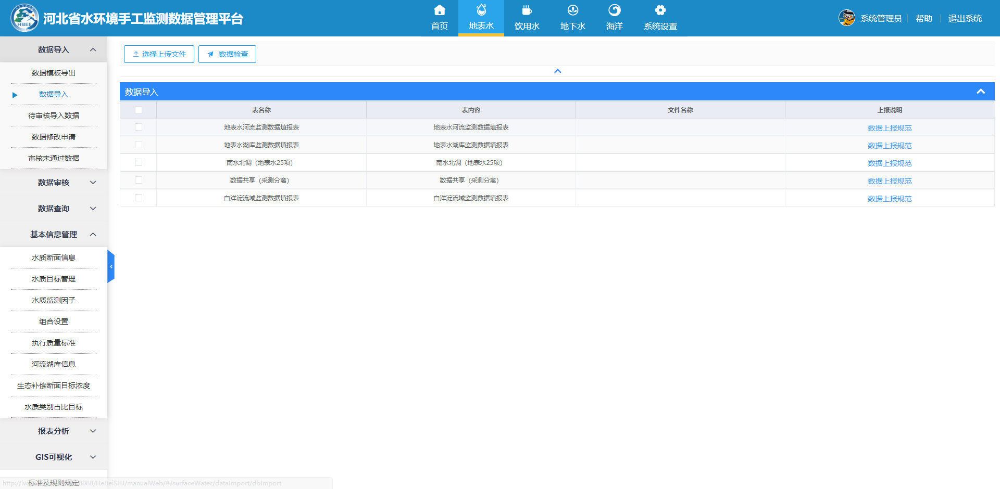 HBEE
河北省水环境手工监测数据管理平台
首页
地表水
饮用水
地下水
海洋
系统设置
系统管理员
帮助
退出系统
数据导入
数据模板导出
数据导入
待审核导入数据
数据修改申请
审核未通过数据
数据审核
数据查询
基本信息管理
水质断面信息
水质目标管理
水质监测因子
组合设置
执行质量标准
河流湖库信息
生态补偿断面目标浓度
水质类别占比目标
报表分析
GIS可视化
标准及规则规定
选择上传文件 数据检查
数据导入
表名称 表内容 文件名称 上报说明
地表水河流监测数据填报表 地表水河流监测数据填报表 数据上报规范
地表水湖库监测数据填报表 地表水湖库监测数据填报表 数据上报规范
南水北调（地表水25项） 南水北调（地表水25项） 数据上报规范
数据共享（采测分离） 数据共享（采测分离） 数据上报规范
白洋淀流域监测数据填报表 白洋淀流域监测数据填报表 数据上报规范
8088/HeBeiSHJ/manualWeb/#/surfaceWater/dataImport/dbImport